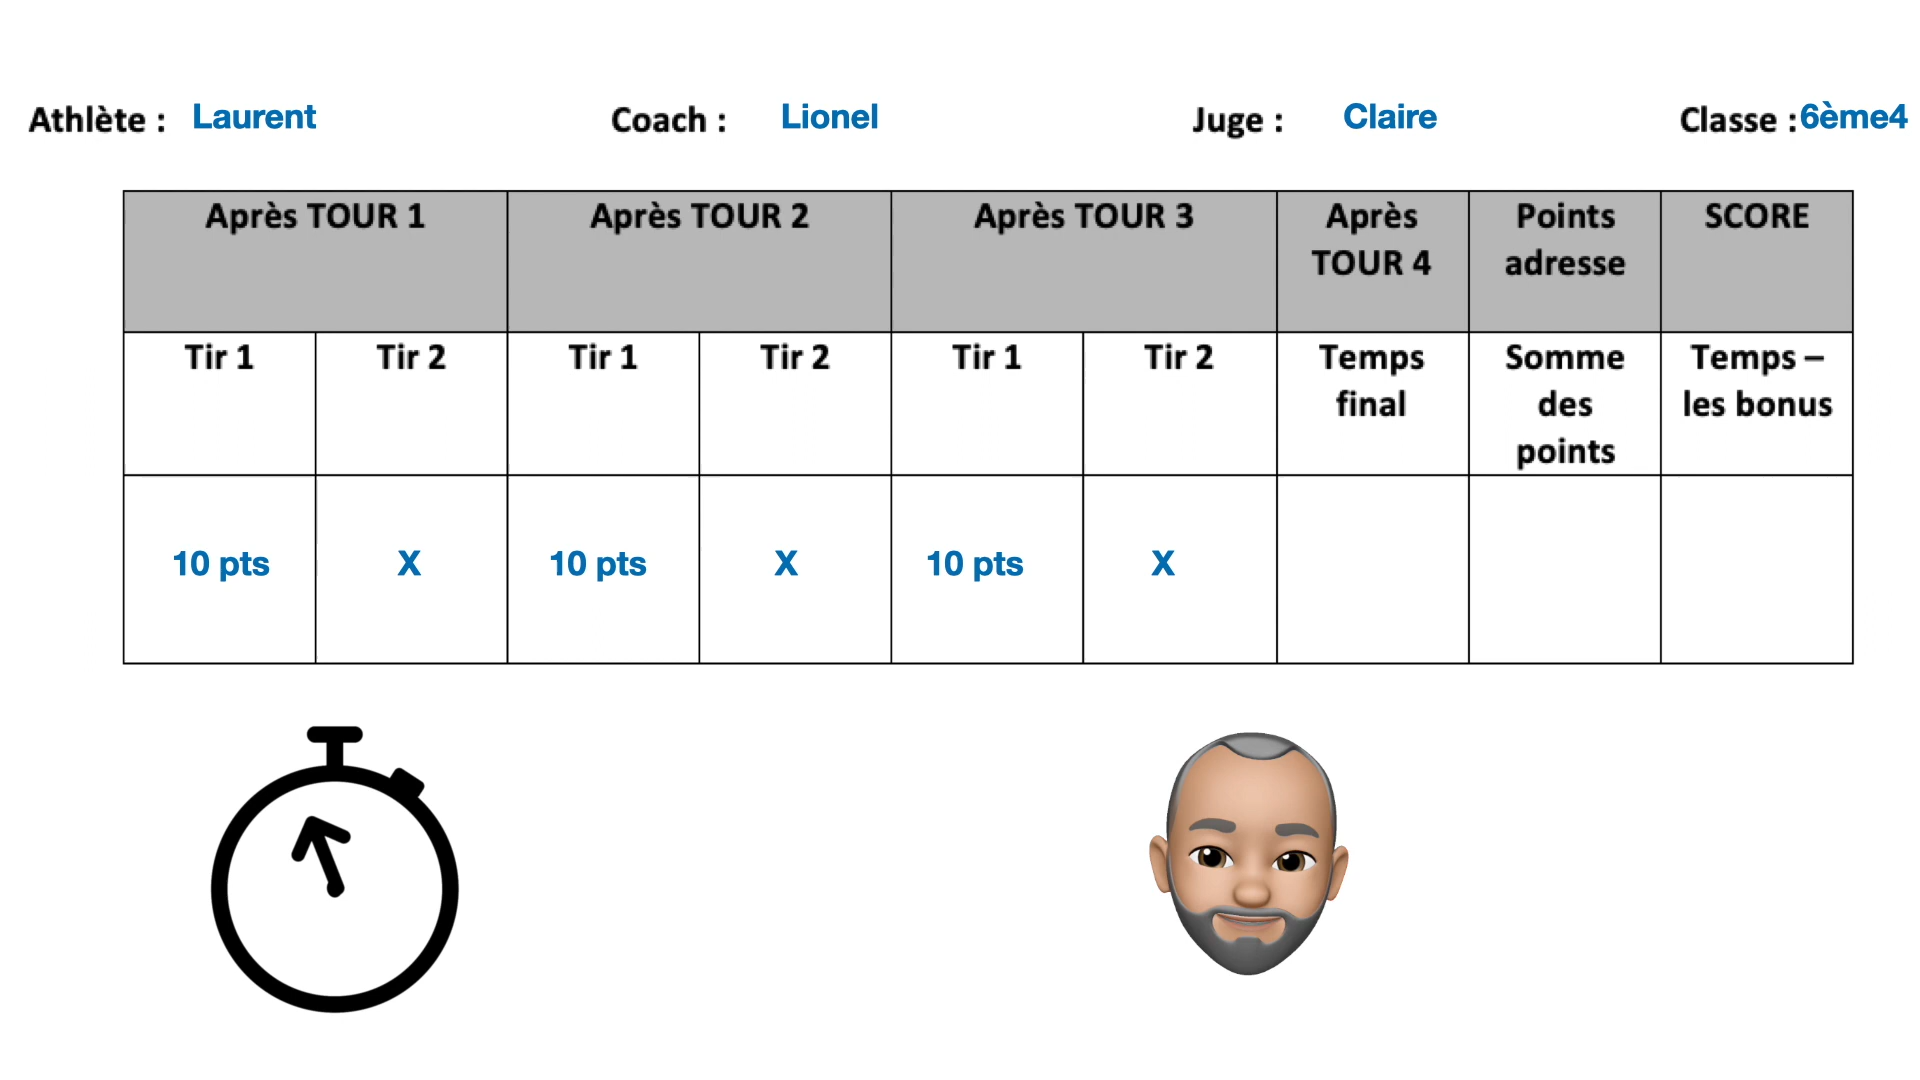 Athlète : Laurent Coach : Lionel Juge : Claire Classe : 6ème4
Après TOUR 1 Après TOUR 2 Après TOUR 3 Après TOUR 4 Points adresse SCORE
Tir 1 Tir 2 Tir 1 Tir 2 Tir 1 Tir 2 Temps final Somme des points Temps – les bonus
10 pts X 10 pts X 10 pts X